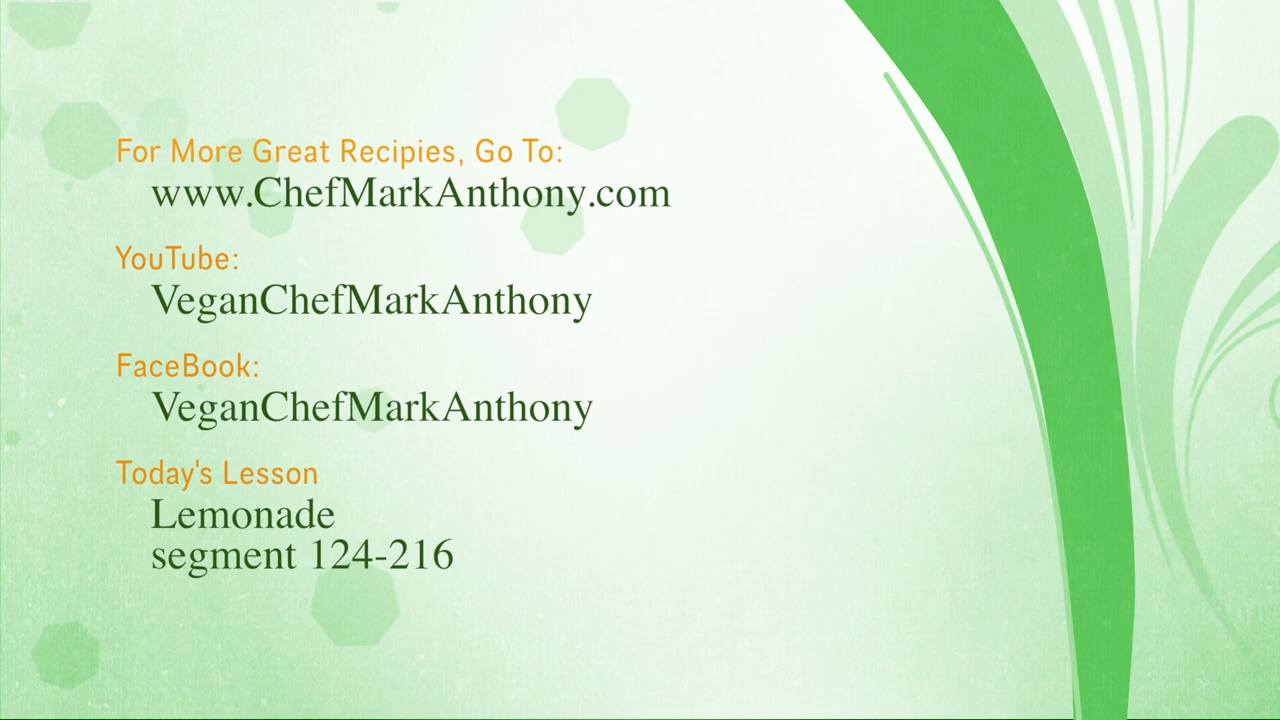 For More Great Recipies, Go To:
www.ChefMarkAnthony.com
YouTube:
VeganChefMarkAnthony
FaceBook:
VeganChefMarkAnthony
Today's Lesson
Lemonade
segment 124-216